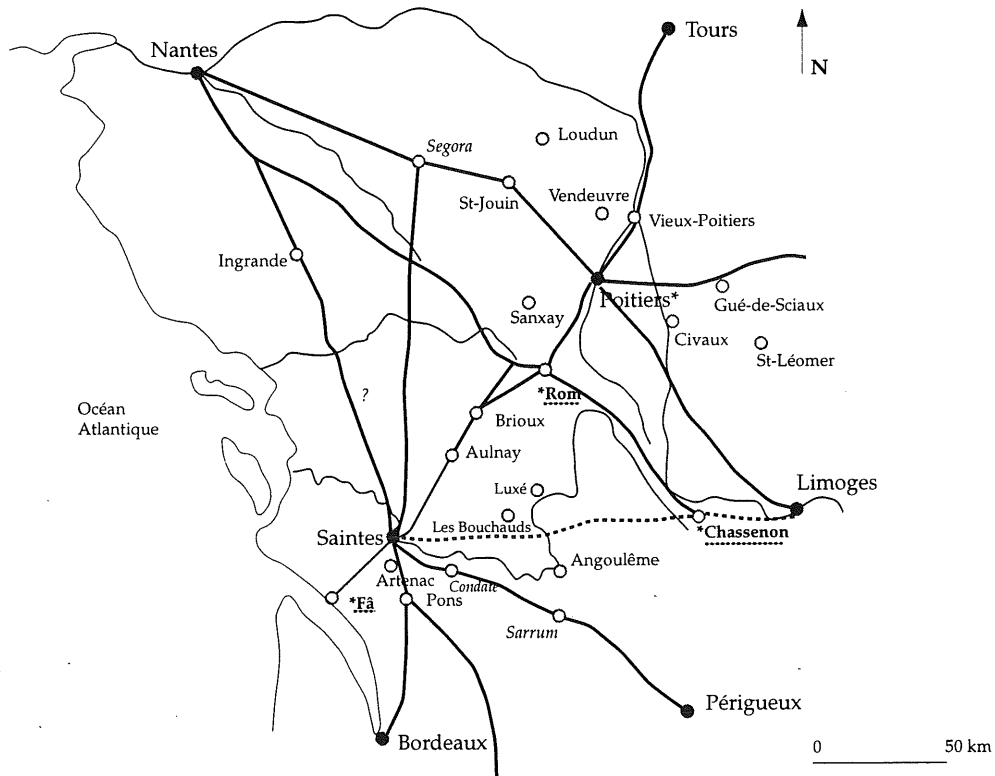 Tours
Nantes
N
Loudun
Segora
St-Jouin
Vendeuvre
Vieux-Poitiers
Ingrande
Poitiers*
Gué-de-Sciaux
Sanxay
Civaux
St-Léomer
?
*Rom
Océan
Atlantique
Brioux
Aulnay
Limoges
Luxé
Les Bouchauds
*Chassenon
Saintes
Angoulême
Artenac
Condate
*Fâ
Pons
Sarrum
Périgueux
Bordeaux
0 50 km